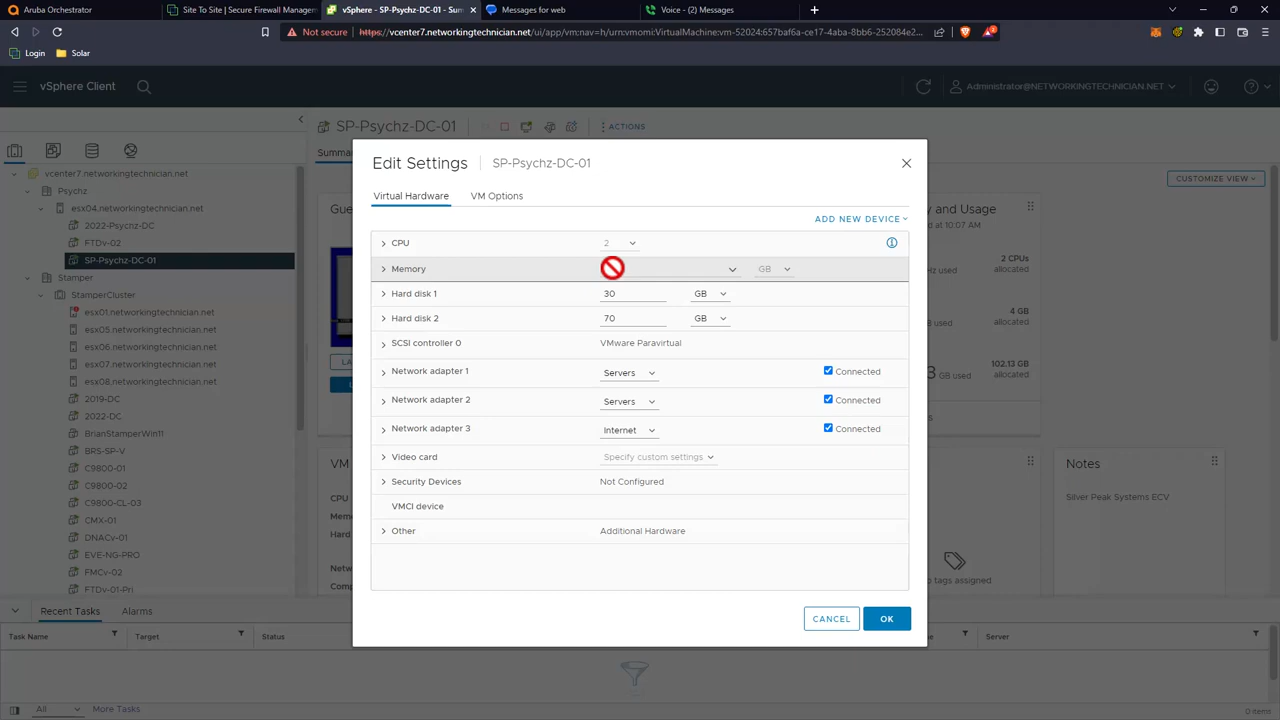 Aruba Orchestrator
Site To Site | Secure Firewall Managem
vSphere - SP-Psychz-DC-01 - Sum
Messages for web
Voice - (2) Messages
Not secure
https://vcenter7.networkingtechnician.net/ui/app/vm;nav=h/urn:vmomi:VirtualMachine:vm-52024:657baf6a-ce17-4aba-8bb6-252084e2...
Login
Solar
vSphere Client
Administrator@NETWORKINGTECHNICIAN.NET
SP-Psychz-DC-01
ACTIONS
Summar
CUSTOMIZE VIEW
vcenter7.networkingtechnician.net
Psychz
esx04.networkingtechnician.net
2022-Psychz-DC
FTDv-02
SP-Psychz-DC-01
Stamper
StamperCluster
esx01.networkingtechnician.net
esx05.networkingtechnician.net
esx06.networkingtechnician.net
esx07.networkingtechnician.net
esx08.networkingtechnician.net
2019-DC
2022-DC
BrianStamperWin11
BRS-SP-V
C9800-01
C9800-02
C9800-CL-03
CMX-01
DNACv-01
EVE-NG-PRO
FMCv-02
FTDv-01-Pri
Edit Settings
SP-Psychz-DC-01
Virtual Hardware
VM Options
ADD NEW DEVICE
CPU
2
Memory
GB
Hard disk 1
30
GB
Hard disk 2
70
GB
SCSI controller 0
VMware Paravirtual
Network adapter 1
Servers
Connected
Network adapter 2
Servers
Connected
Network adapter 3
Internet
Connected
Video card
Specify custom settings
Security Devices
Not Configured
VMCI device
Other
Additional Hardware
CANCEL
OK
Gue
LA
VM
CPU
Mem
Hard
Netw
Comp
y and Usage
d at 10:07 AM
2 CPUs
Hz used
allocated
4 GB
B used
allocated
102.13 GB
3 GB used
allocated
o tags assigned
Notes
Silver Peak Systems ECV
Recent Tasks
Alarms
Task Name
Target
Status
Server
All
More Tasks
0 items